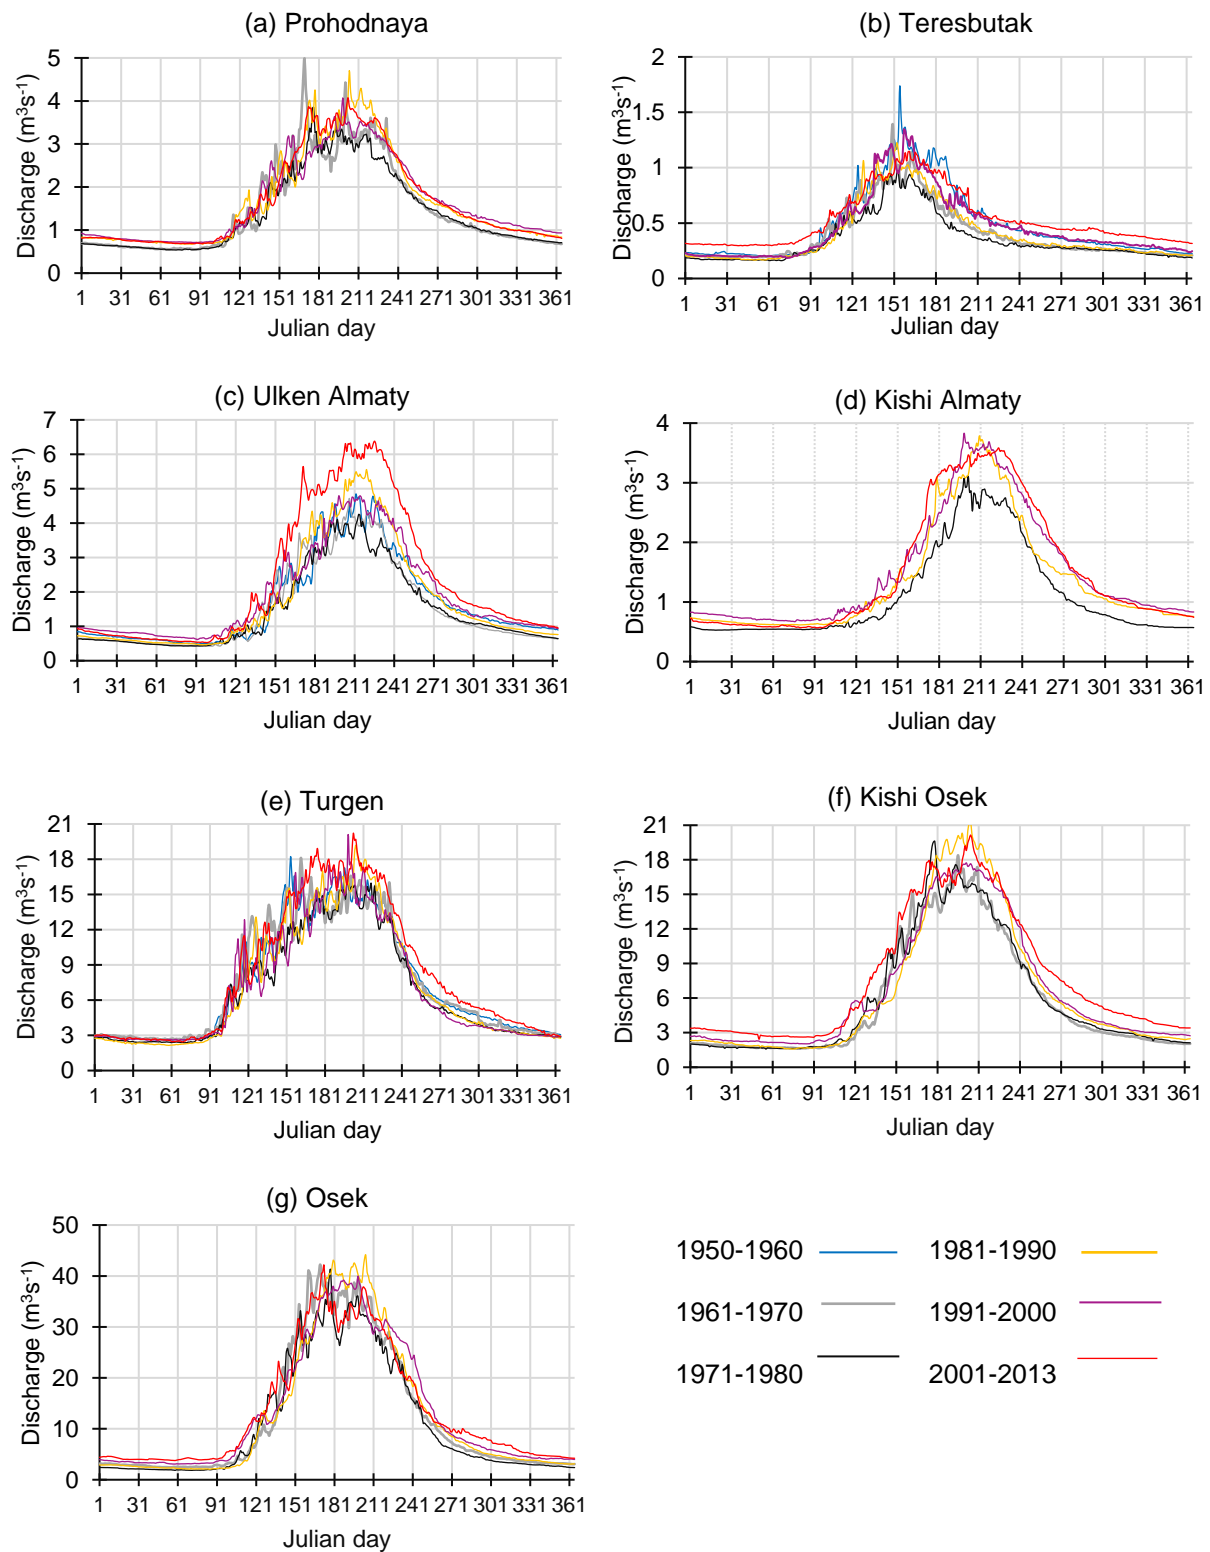 (a) Prohodnaya
Discharge (m³s⁻¹)
5
4
3
2
1
0
1 31 61 91 121 151 181 211 241 271 301 331 361
Julian day
(b) Teresbutak
Discharge (m³s⁻¹)
2
1.5
1
0.5
0
1 31 61 91 121 151 181 211 241 271 301 331 361
Julian day
(c) Ulken Almaty
Discharge (m³s⁻¹)
7
6
5
4
3
2
1
0
1 31 61 91 121 151 181 211 241 271 301 331 361
Julian day
(d) Kishi Almaty
Discharge (m³s⁻¹)
4
3
2
1
0
1 31 61 91 121 151 181 211 241 271 301 331 361
Julian day
(e) Turgen
Discharge (m³s⁻¹)
21
18
15
12
9
6
3
0
1 31 61 91 121 151 181 211 241 271 301 331 361
Julian day
(f) Kishi Osek
Discharge (m³s⁻¹)
21
18
15
12
9
6
3
0
1 31 61 91 121 151 181 211 241 271 301 331 361
Julian day
(g) Osek
Discharge (m³s⁻¹)
50
40
30
20
10
0
1 31 61 91 121 151 181 211 241 271 301 331 361
Julian day
1950-1960 1981-1990
1961-1970 1991-2000
1971-1980 2001-2013